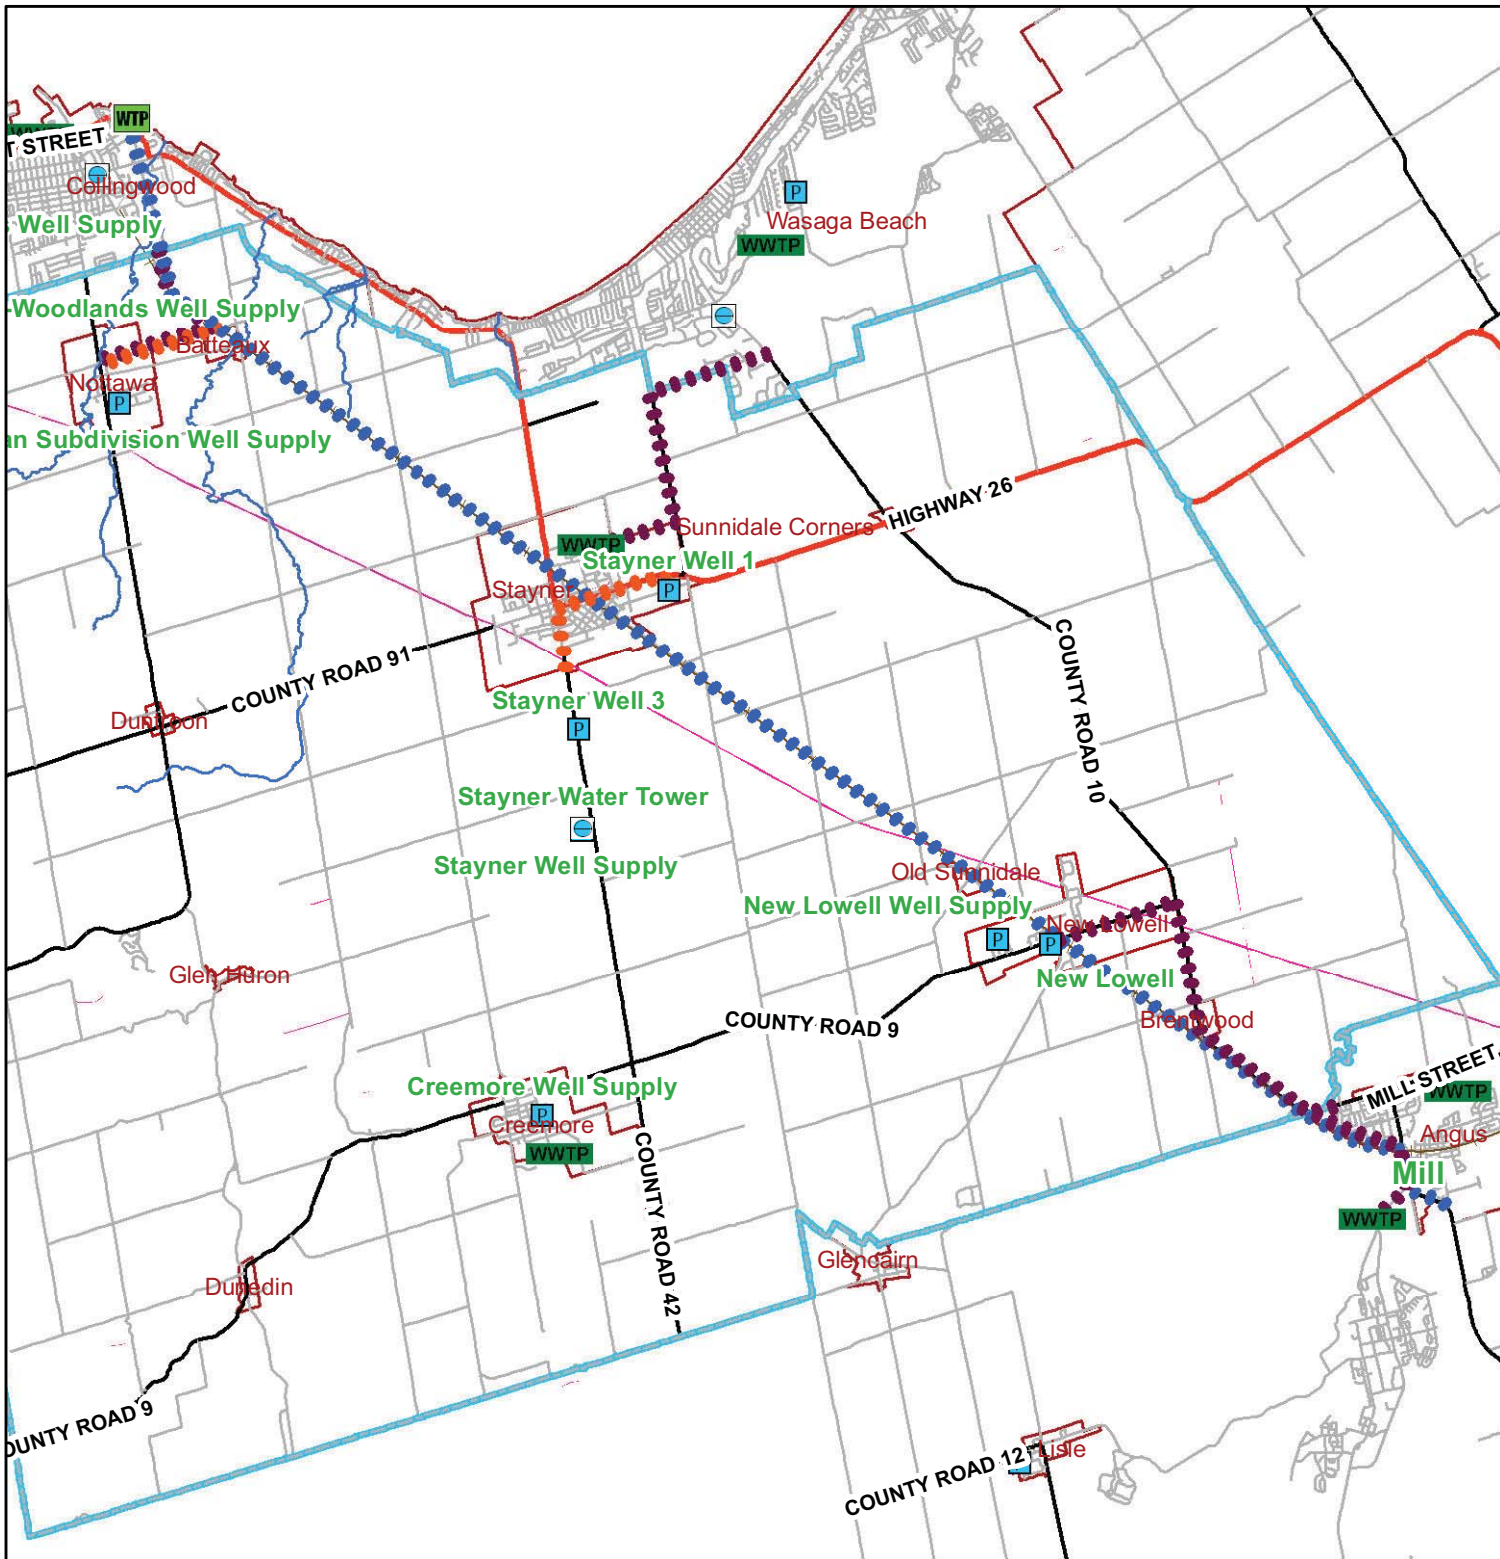 WTP
T STREET
Collingwood
s Well Supply
P
Wasaga Beach
WWTP
-Woodlands Well Supply
Batteaux
Nottawa
P
an Subdivision Well Supply
HIGHWAY 26
Sunnidale Corners
WWTP
Stayner Well 1
Stayner
P
COUNTY ROAD 91
COUNTY ROAD 10
Duntroon
Stayner Well 3
P
Stayner Water Tower
Stayner Well Supply
Old Sunnidale
New Lowell Well Supply
New Lowell
P
P
New Lowell
Glen Huron
COUNTY ROAD 9
Brentwood
MILL STREET
WWTP
Creemore Well Supply
P
Creemore
WWTP
Angus
Mill
WWTP
COUNTY ROAD 42
Glencairn
Dunedin
OUNTY ROAD 9
Lisle
COUNTY ROAD 12